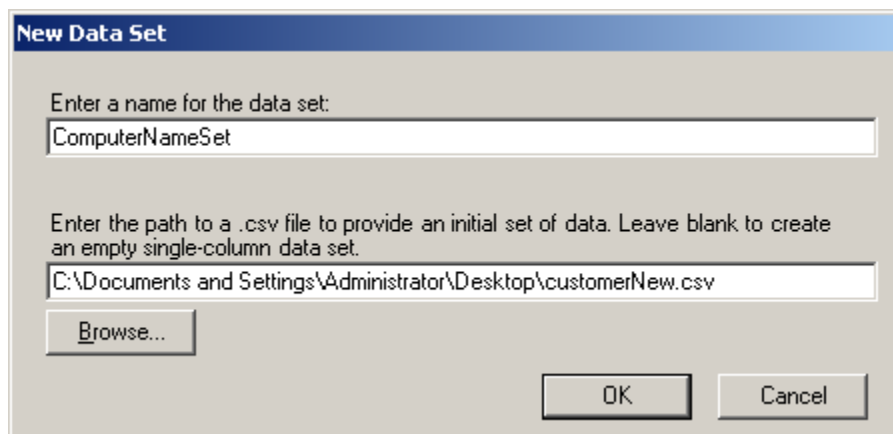 New Data Set
Enter a name for the data set:
ComputerNameSet
Enter the path to a .csv file to provide an initial set of data. Leave blank to create
an empty single-column data set.
C:\Documents and Settings\Administrator\Desktop\customerNew.csv
Browse...
OK
Cancel